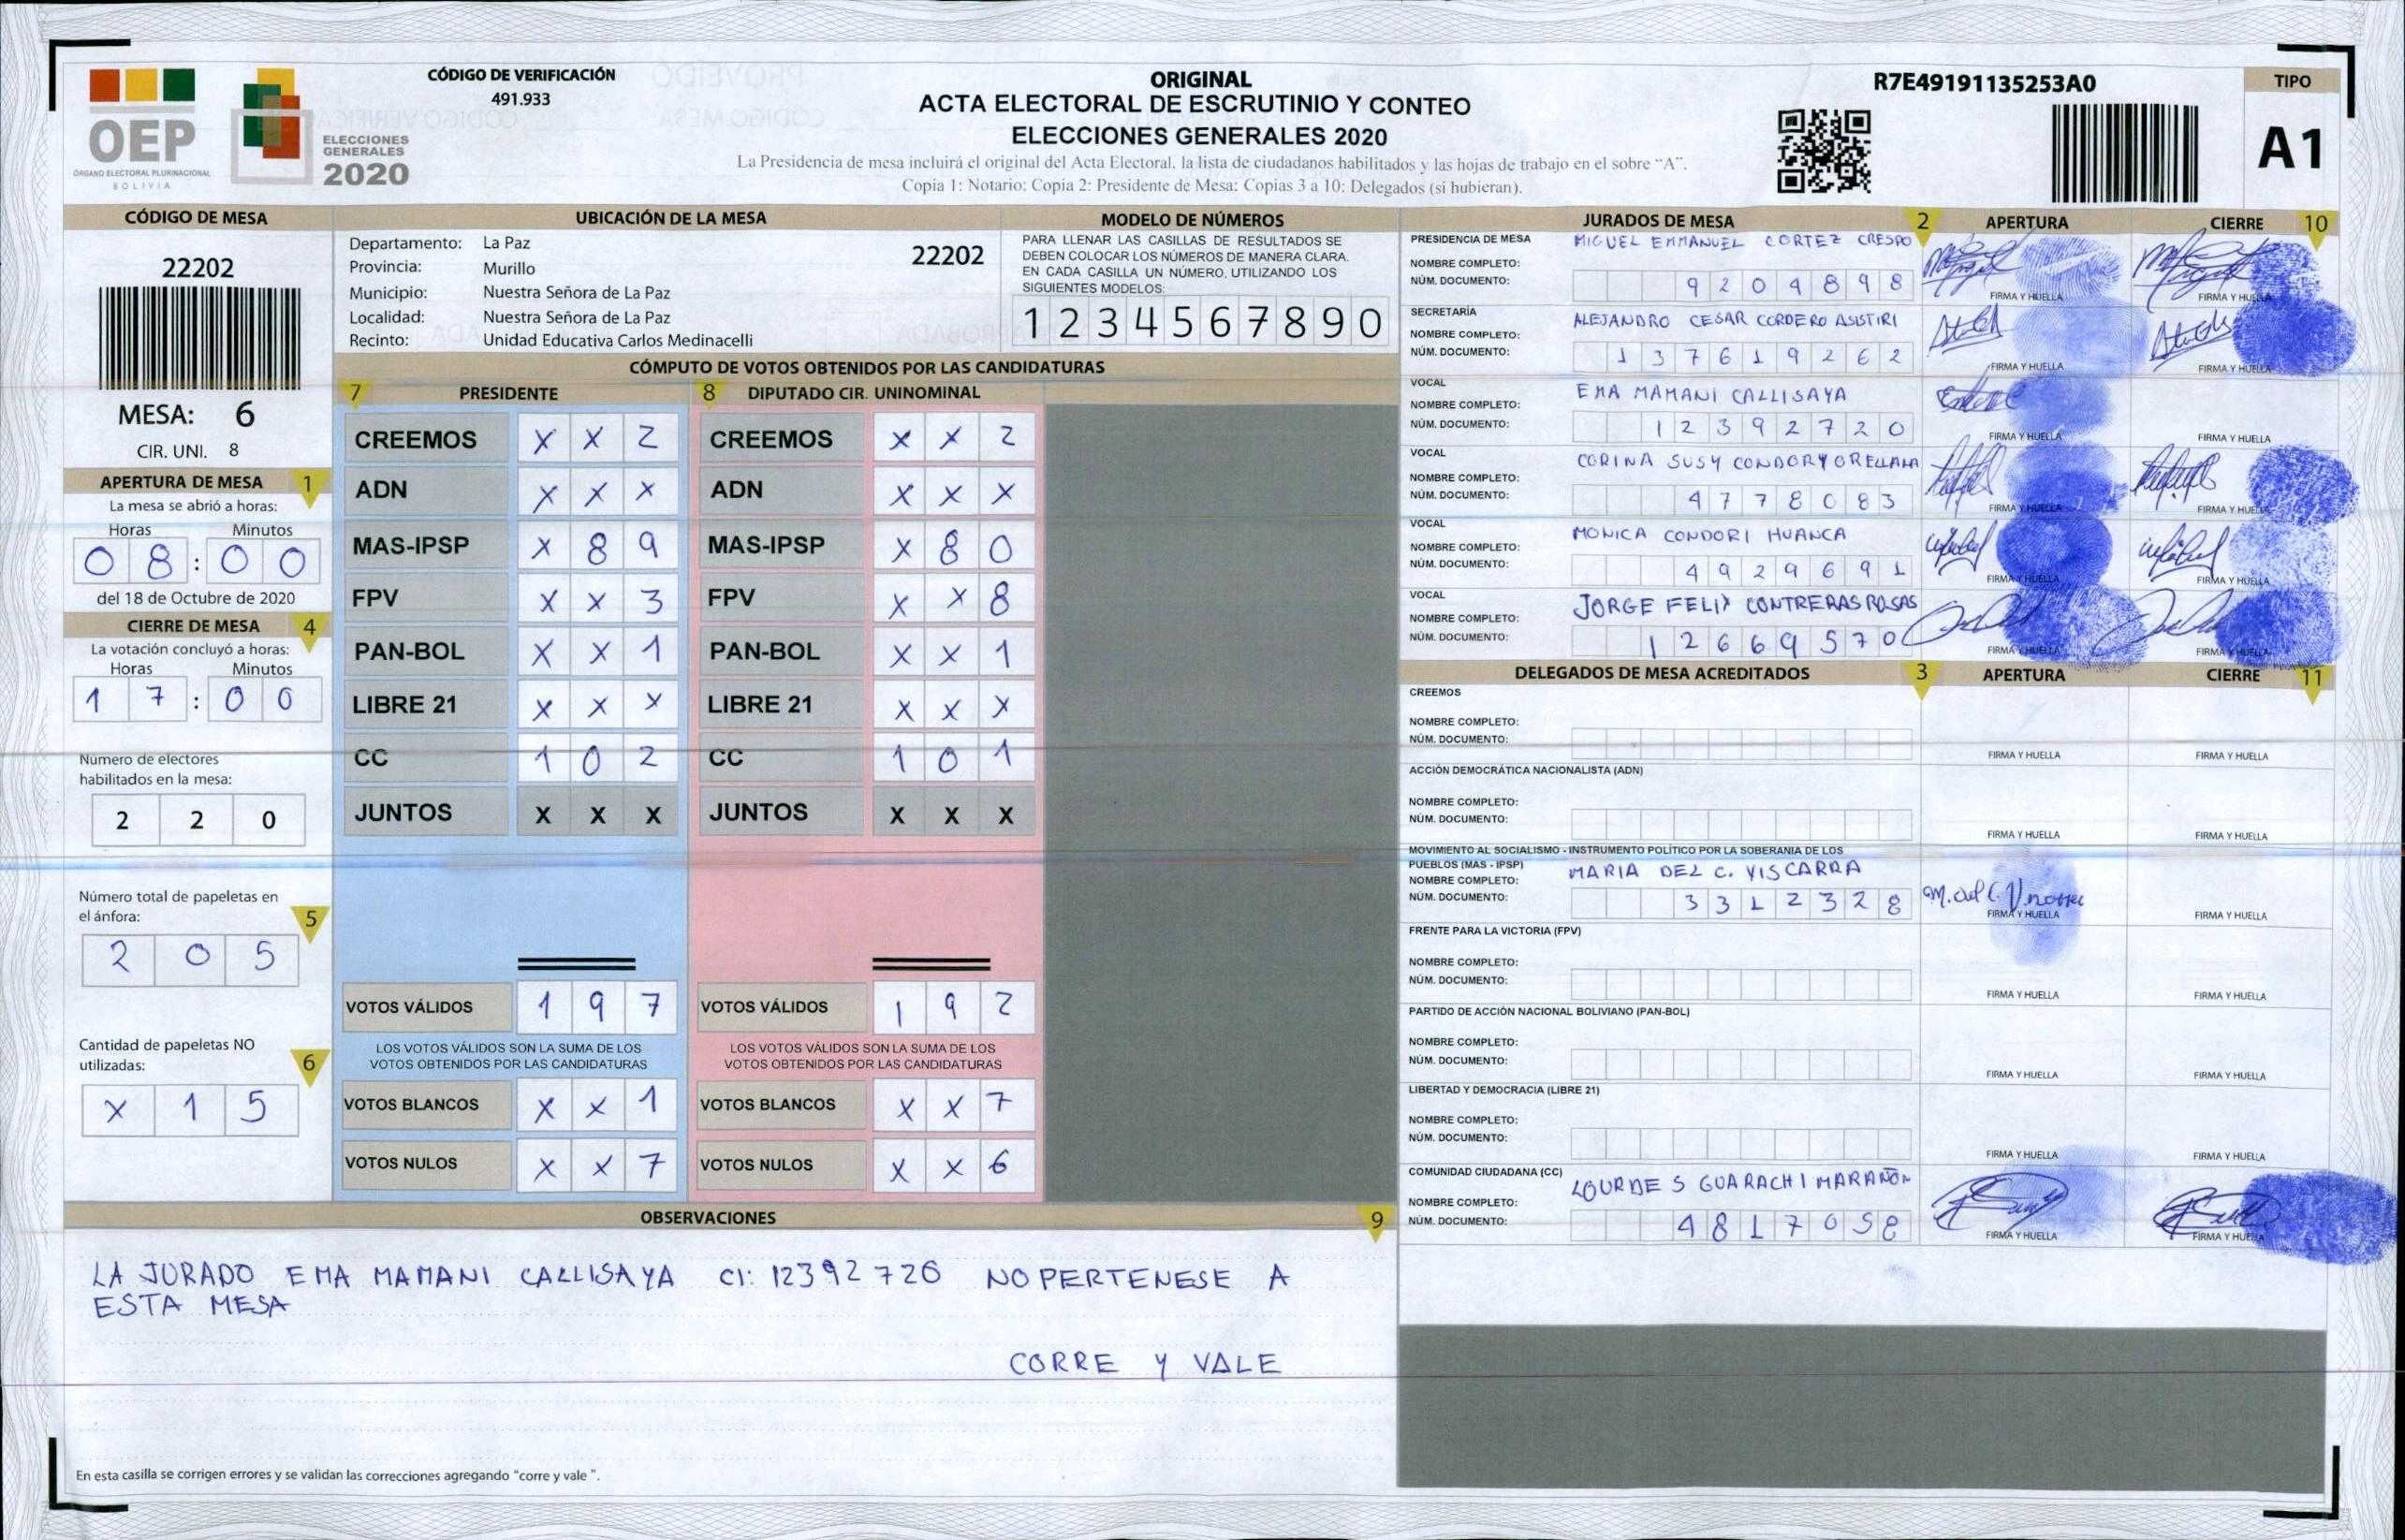 CÓDIGO DE VERIFICACIÓN
491.933
OEP
ÓRGANO ELECTORAL PLURINACIONAL
BOLIVIA
ELECCIONES
GENERALES
2020
ORIGINAL
ACTA ELECTORAL DE ESCRUTINIO Y CONTEO
ELECCIONES GENERALES 2020
La Presidencia de mesa incluirá el original del Acta Electoral, la lista de ciudadanos habilitados y las hojas de trabajo en el sobre "A".
Copia 1: Notario; Copia 2: Presidente de Mesa; Copias 3 a 10: Delegados (si hubieran).
R7E49191135253A0
TIPO
A1
CÓDIGO DE MESA
22202
MESA: 6
CIR. UNI. 8
UBICACIÓN DE LA MESA
Departamento: La Paz
22202
Provincia: Murillo
Municipio: Nuestra Señora de La Paz
Localidad: Nuestra Señora de La Paz
Recinto: Unidad Educativa Carlos Medinacelli
MODELO DE NÚMEROS
PARA LLENAR LAS CASILLAS DE RESULTADOS SE
DEBEN COLOCAR LOS NÚMEROS DE MANERA CLARA.
EN CADA CASILLA UN NÚMERO, UTILIZANDO LOS
SIGUIENTES MODELOS:
1 2 3 4 5 6 7 8 9 0
APERTURA DE MESA 1
La mesa se abrió a horas:
Horas Minutos
0 8 : 0 0
del 18 de Octubre de 2020
CIERRE DE MESA 4
La votación concluyó a horas:
Horas Minutos
1 7 : 0 0
Número de electores
habilitados en la mesa:
2 2 0
Número total de papeletas en
el ánfora: 5
2 0 5
Cantidad de papeletas NO
utilizadas: 6
X 1 5
CÓMPUTO DE VOTOS OBTENIDOS POR LAS CANDIDATURAS
7 PRESIDENTE
CREEMOS X X 2
ADN X X X
MAS-IPSP X 8 9
FPV X X 3
PAN-BOL X X 1
LIBRE 21 X X X
CC 1 0 2
JUNTOS X X X
VOTOS VÁLIDOS 1 9 7
LOS VOTOS VÁLIDOS SON LA SUMA DE LOS
VOTOS OBTENIDOS POR LAS CANDIDATURAS
VOTOS BLANCOS X X 1
VOTOS NULOS X X 7
8 DIPUTADO CIR. UNINOMINAL
CREEMOS X X 2
ADN X X X
MAS-IPSP X 8 0
FPV X X 8
PAN-BOL X X 1
LIBRE 21 X X X
CC 1 0 1
JUNTOS X X X
VOTOS VÁLIDOS 1 9 2
LOS VOTOS VÁLIDOS SON LA SUMA DE LOS
VOTOS OBTENIDOS POR LAS CANDIDATURAS
VOTOS BLANCOS X X 7
VOTOS NULOS X X 6
OBSERVACIONES 9
LA JURADO EMA MAMANI CALLISAYA CI: 12392720 NO PERTENESE A
ESTA MESA
CORRE Y VALE
En esta casilla se corrigen errores y se validan las correcciones agregando "corre y vale ".
JURADOS DE MESA 2 APERTURA CIERRE 10
PRESIDENCIA DE MESA MIGUEL EMMANUEL CORTEZ CRESPO
NOMBRE COMPLETO:
NÚM. DOCUMENTO: 9 2 0 4 8 9 8
FIRMA Y HUELLA FIRMA Y HUELLA
SECRETARÍA
NOMBRE COMPLETO: ALEJANDRO CESAR CORDERO ASISTIRI
NÚM. DOCUMENTO: 1 3 7 6 1 9 2 6 2
FIRMA Y HUELLA FIRMA Y HUELLA
VOCAL
NOMBRE COMPLETO: EMA MAMANI CALLISAYA
NÚM. DOCUMENTO: 1 2 3 9 2 7 2 0
FIRMA Y HUELLA FIRMA Y HUELLA
VOCAL
NOMBRE COMPLETO: CORINA SUSY CONDORY ORELLANA
NÚM. DOCUMENTO: 4 7 7 8 0 8 3
FIRMA Y HUELLA FIRMA Y HUELLA
VOCAL
NOMBRE COMPLETO: MONICA CONDORI HUANCA
NÚM. DOCUMENTO: 4 9 2 9 6 9 1
FIRMA Y HUELLA FIRMA Y HUELLA
VOCAL
NOMBRE COMPLETO: JORGE FELIX CONTRERAS ROSAS
NÚM. DOCUMENTO: 1 2 6 6 9 5 7 0
FIRMA Y HUELLA FIRMA Y HUELLA
DELEGADOS DE MESA ACREDITADOS 3 APERTURA CIERRE 11
CREEMOS
NOMBRE COMPLETO:
NÚM. DOCUMENTO:
FIRMA Y HUELLA FIRMA Y HUELLA
ACCIÓN DEMOCRÁTICA NACIONALISTA (ADN)
NOMBRE COMPLETO:
NÚM. DOCUMENTO:
FIRMA Y HUELLA FIRMA Y HUELLA
MOVIMIENTO AL SOCIALISMO - INSTRUMENTO POLÍTICO POR LA SOBERANIA DE LOS
PUEBLOS (MAS - IPSP)
NOMBRE COMPLETO: MARIA DEL C. VISCARRA
NÚM. DOCUMENTO: 3 3 1 2 3 2 8
FIRMA Y HUELLA FIRMA Y HUELLA
FRENTE PARA LA VICTORIA (FPV)
NOMBRE COMPLETO:
NÚM. DOCUMENTO:
FIRMA Y HUELLA FIRMA Y HUELLA
PARTIDO DE ACCIÓN NACIONAL BOLIVIANO (PAN-BOL)
NOMBRE COMPLETO:
NÚM. DOCUMENTO:
FIRMA Y HUELLA FIRMA Y HUELLA
LIBERTAD Y DEMOCRACIA (LIBRE 21)
NOMBRE COMPLETO:
NÚM. DOCUMENTO:
FIRMA Y HUELLA FIRMA Y HUELLA
COMUNIDAD CIUDADANA (CC)
NOMBRE COMPLETO: LOURDES GUARACHI MARAÑON
NÚM. DOCUMENTO: 4 8 1 7 0 5 8
FIRMA Y HUELLA FIRMA Y HUELLA